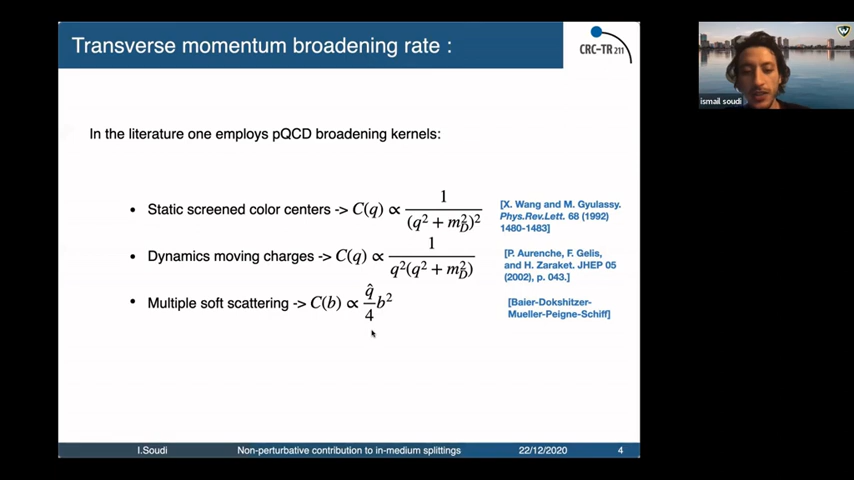 Transverse momentum broadening rate :
CRC-TR 211
In the literature one employs pQCD broadening kernels:
• Static screened color centers -> C(q) ∝ 1/(q² + m_D²)²
[X. Wang and M. Gyulassy.
Phys.Rev.Lett. 68 (1992)
1480-1483]
• Dynamics moving charges -> C(q) ∝ 1/q²(q² + m_D²)
[P. Aurenche, F. Gelis,
and H. Zaraket. JHEP 05
(2002), p. 043.]
• Multiple soft scattering -> C(b) ∝ q̂/4 b²
[Baier-Dokshitzer-
Mueller-Peigne-Schiff]
I.Soudi Non-perturbative contribution to in-medium splittings 22/12/2020 4
ismail soudi
W